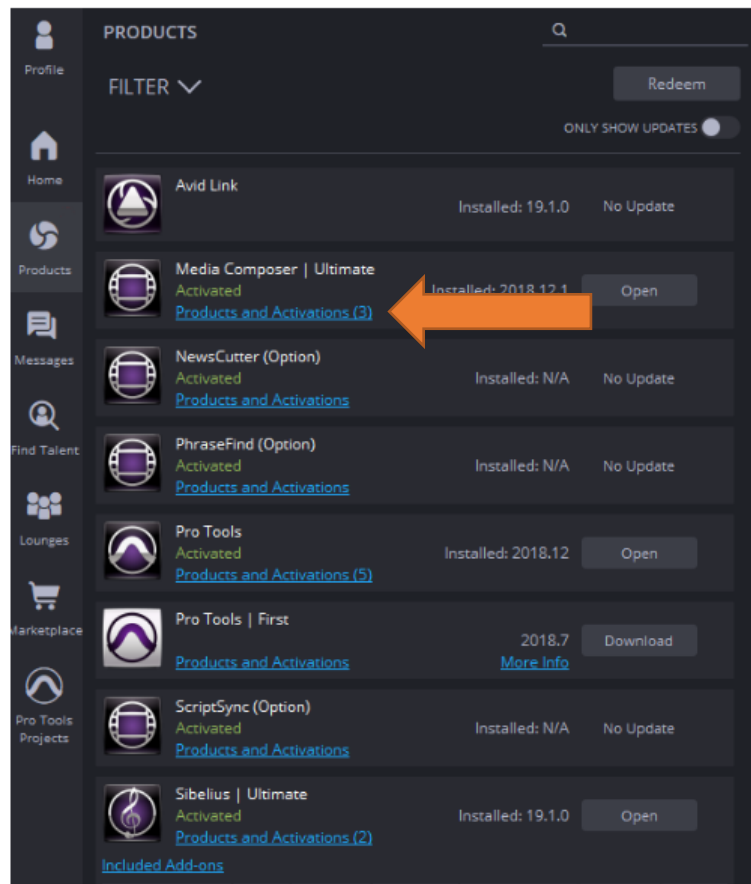 Profile
Home
Products
Messages
Find Talent
Lounges
Marketplace
Pro Tools
Projects
PRODUCTS
FILTER
Redeem
ONLY SHOW UPDATES
Avid Link
Installed: 19.1.0
No Update
Media Composer | Ultimate
Activated
Products and Activations (3)
Installed: 2018.12.1
Open
NewsCutter (Option)
Activated
Products and Activations
Installed: N/A
No Update
PhraseFind (Option)
Activated
Products and Activations
Installed: N/A
No Update
Pro Tools
Activated
Products and Activations (5)
Installed: 2018.12
Open
Pro Tools | First
Products and Activations
2018.7
More Info
Download
ScriptSync (Option)
Activated
Products and Activations
Installed: N/A
No Update
Sibelius | Ultimate
Activated
Products and Activations (2)
Installed: 19.1.0
Open
Included Add-ons